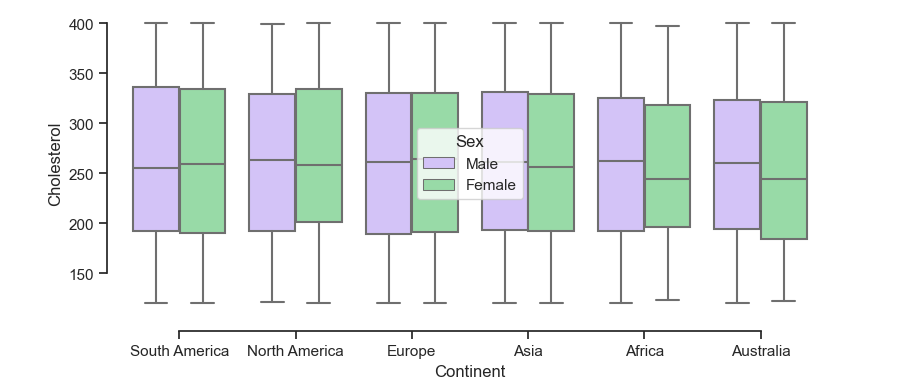 400
350
300
250
200
150
Cholesterol
Sex
Male
Female
South America North America Europe Asia Africa Australia
Continent